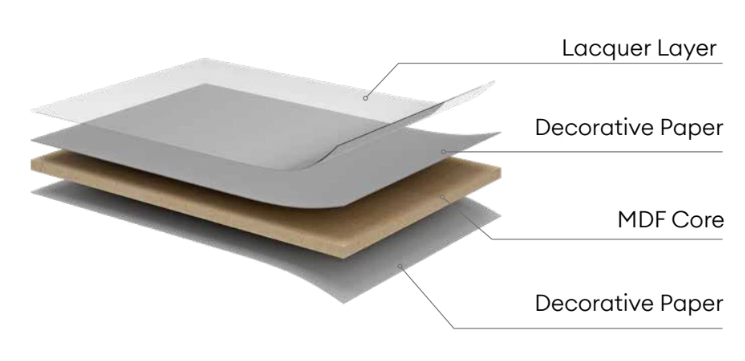 Lacquer Layer
Decorative Paper
MDF Core
Decorative Paper